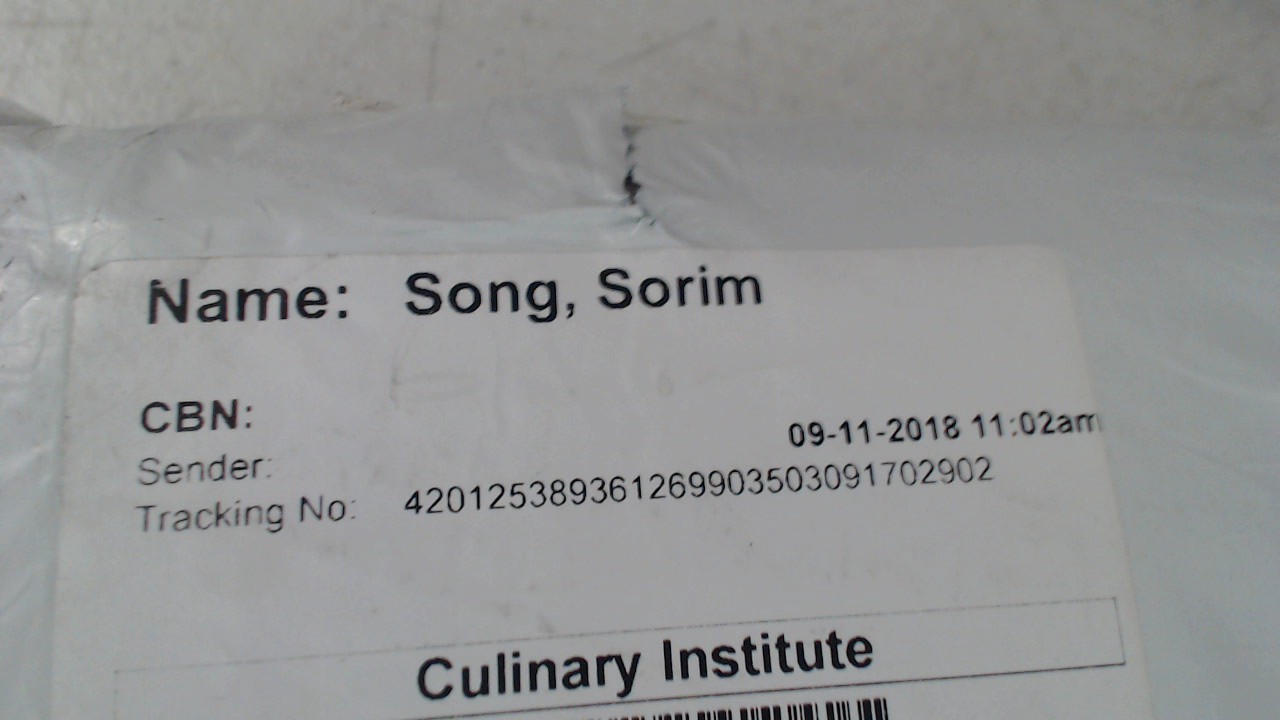 Name: Song, Sorim
CBN:
09-11-2018 11:02am
Sender:
Tracking No: 420125389361269903503091702902
Culinary Institute